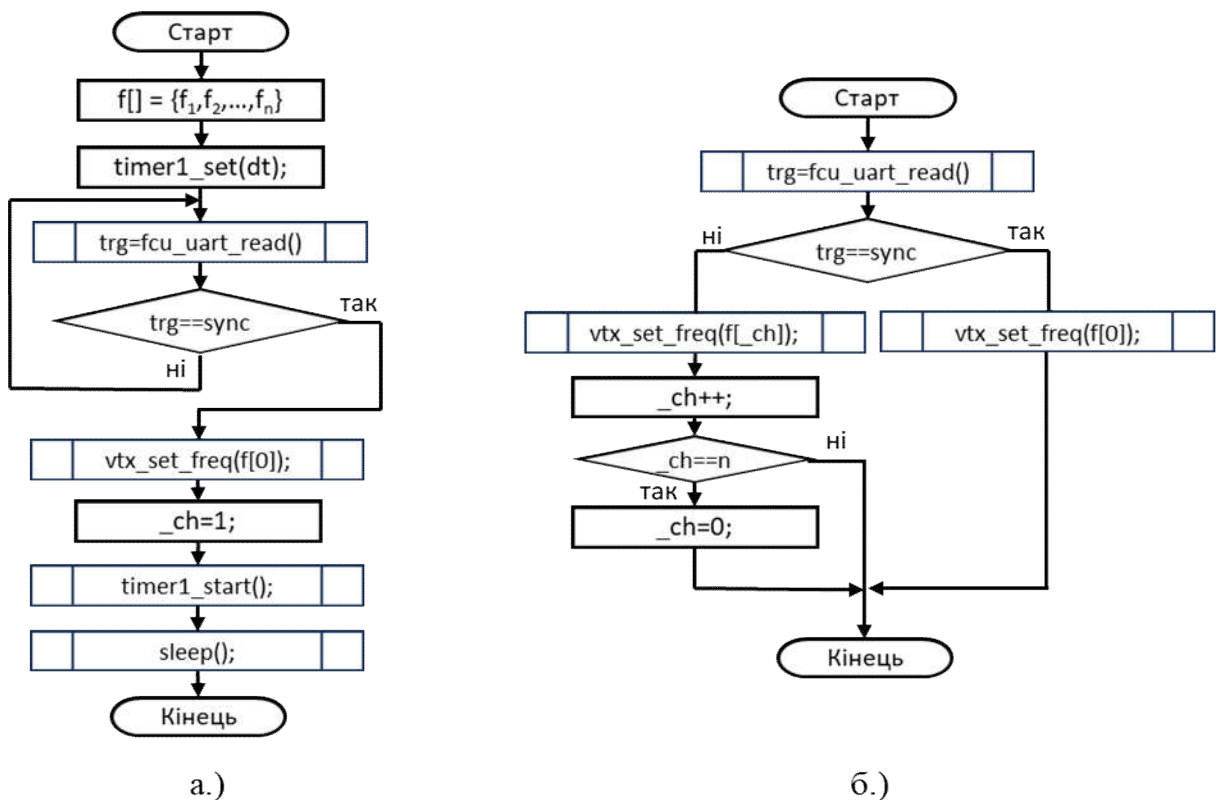 Старт
f[] = {f₁,f₂,...,fₙ}
timer1_set(dt);
trg=fcu_uart_read()
trg==sync
так
ні
vtx_set_freq(f[0]);
_ch=1;
timer1_start();
sleep();
Кінець
а.)
Старт
trg=fcu_uart_read()
ні
trg==sync
так
vtx_set_freq(f[_ch]);
vtx_set_freq(f[0]);
_ch++;
_ch==n
ні
так
_ch=0;
Кінець
б.)